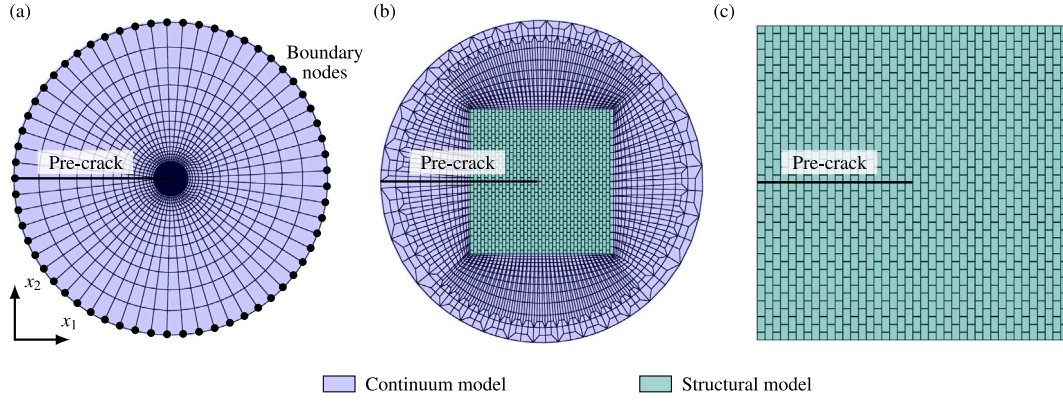 (a)
(b)
(c)
Boundary
nodes
Pre-crack
Pre-crack
Pre-crack
x2
x1
Continuum model
Structural model